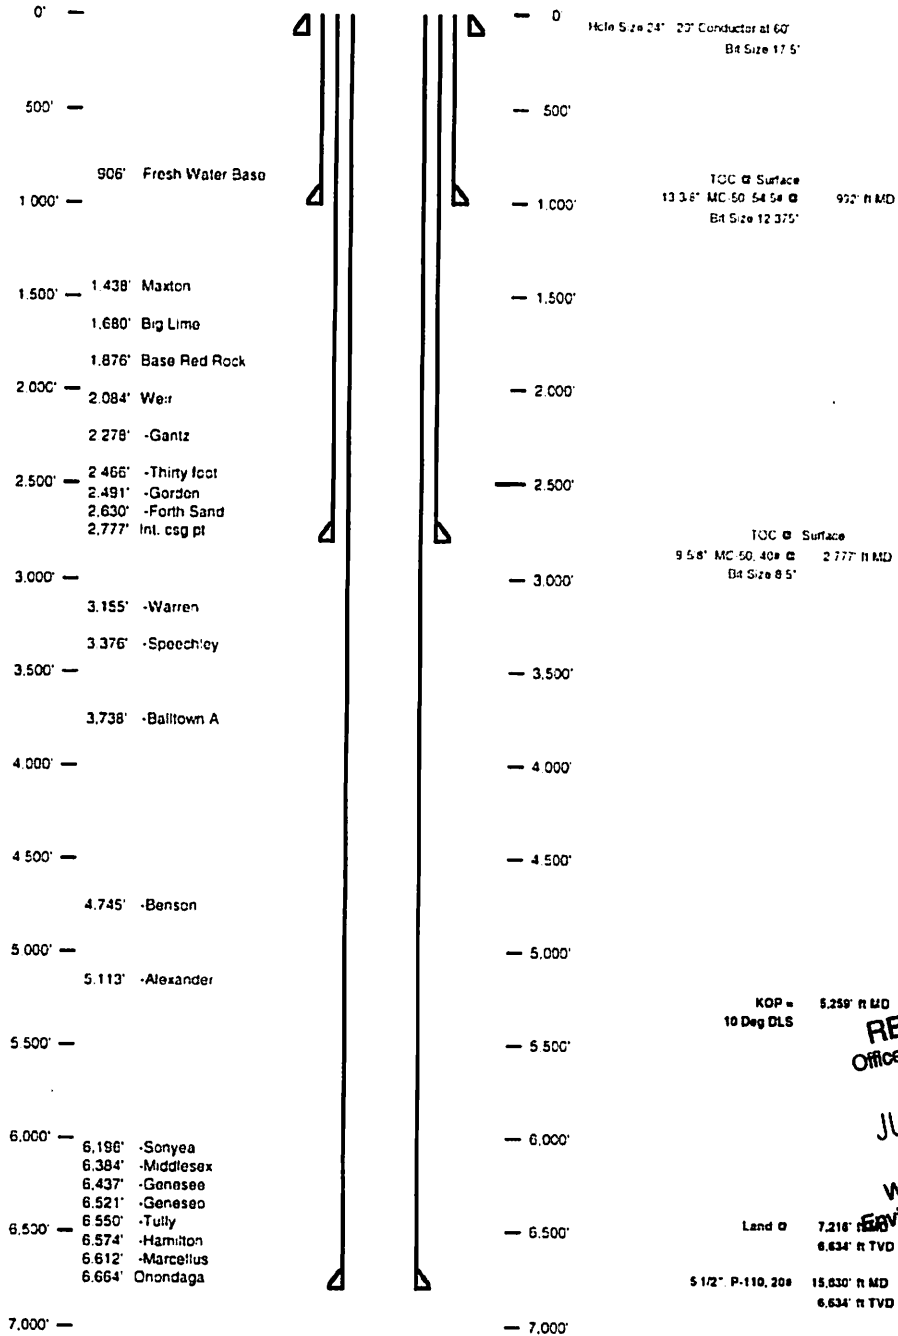 0' 0'
Hole Size 24" 20" Conductor at 60'
Bit Size 17.5"
500' 500'
906' Fresh Water Base
TOC @ Surface
1.000' 1.000' 13 3/8" MC-50 54.5# @ ft MD
Bit Size 12.375"
1.438' Maxton
1.500' 1.500'
1.680' Big Lime
1.876' Base Red Rock
2.000' 2.000'
2.084' Weir
2.278' -Gantz
2.466' -Thirty foot
2.500' 2.500'
2.491' -Gordon
2.630' -Forth Sand
2,777' Int. csg pt
TOC @ Surface
9 5/8" MC-50, 40# @ 2.777' ft MD
Bit Size 8.5"
3.000' 3.000'
3.155' -Warren
3.376' -Speechley
3.500' 3.500'
3,738' -Balltown A
4.000' 4.000'
4.500' 4.500'
4.745' -Benson
5.000' 5.000'
5.113' -Alexander
KOP = 5,259' ft MD
10 Deg DLS
RE
Office
5.500' 5.500'
JU
6,000' 6,000'
6,196' -Sonyea
6.384' -Middlesex
6,437' -Genesee
6.521' -Geneseo
W
Envi
6.550' -Tully
6,500' 6.500' Land @ 7,216' ft MD
6,634' ft TVD
6.574' -Hamilton
6.612' -Marcellus
6.664' Onondaga
5 1/2", P-110, 20# 15,630' ft MD
6,634' ft TVD
7,000' 7,000'